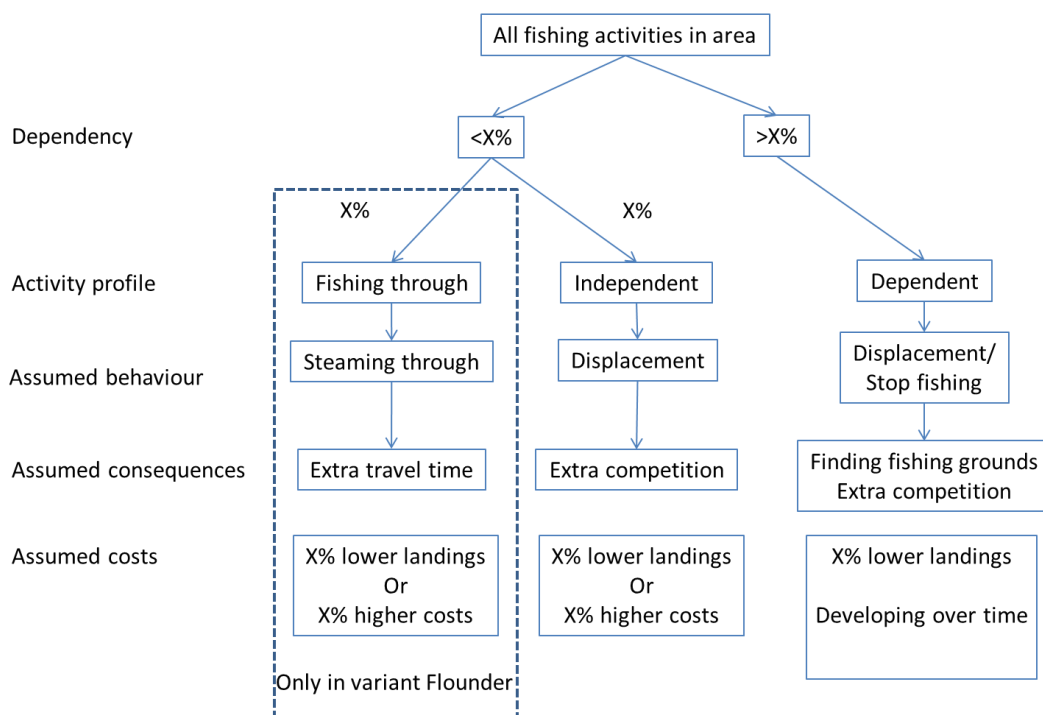 All fishing activities in area
Dependency
<X%
>X%
X%
X%
Activity profile
Fishing through
Independent
Dependent
Assumed behaviour
Steaming through
Displacement
Displacement/
Stop fishing
Assumed consequences
Extra travel time
Extra competition
Finding fishing grounds
Extra competition
Assumed costs
X% lower landings
Or
X% higher costs
X% lower landings
Or
X% higher costs
X% lower landings
Developing over time
Only in variant Flounder